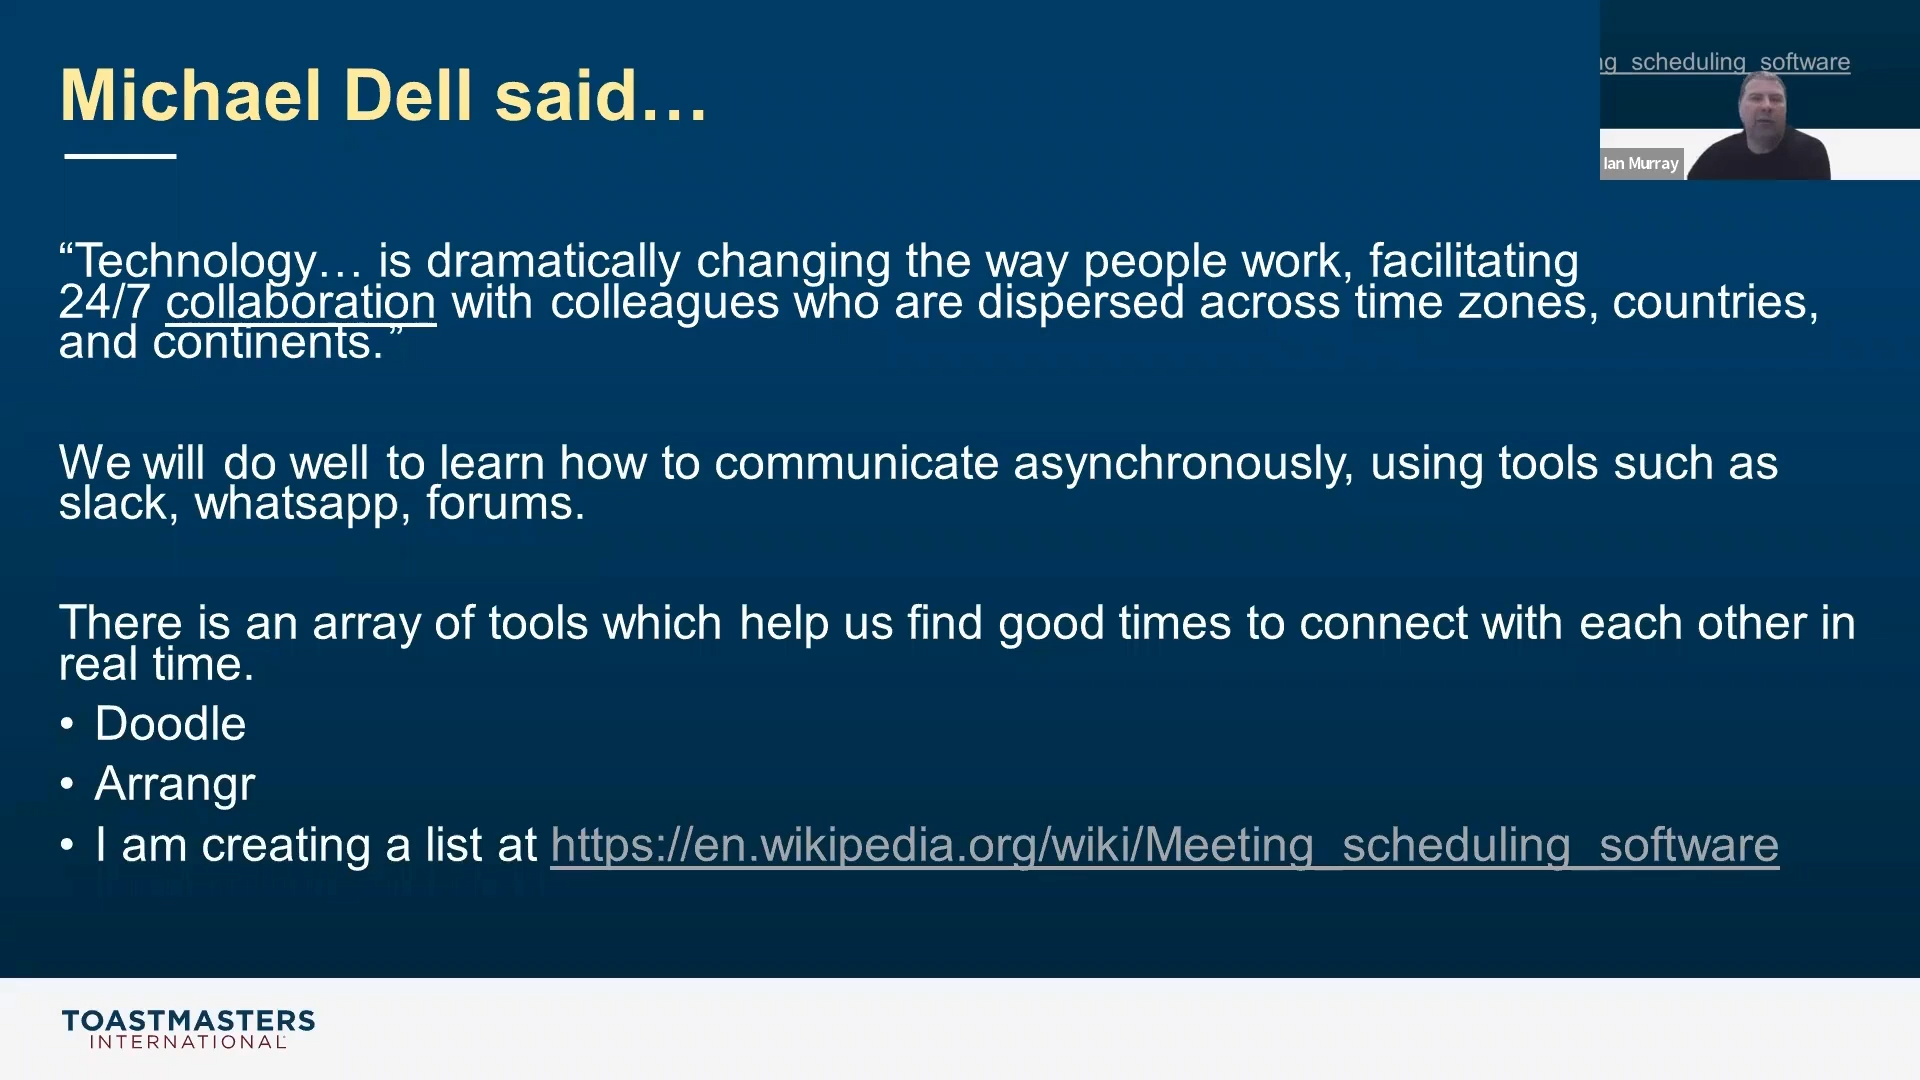 Michael Dell said…
ng_scheduling_software
Ian Murray
“Technology… is dramatically changing the way people work, facilitating
24/7 collaboration with colleagues who are dispersed across time zones, countries,
and continents.”
We will do well to learn how to communicate asynchronously, using tools such as
slack, whatsapp, forums.
There is an array of tools which help us find good times to connect with each other in
real time.
• Doodle
• Arrangr
• I am creating a list at https://en.wikipedia.org/wiki/Meeting_scheduling_software
TOASTMASTERS
INTERNATIONAL